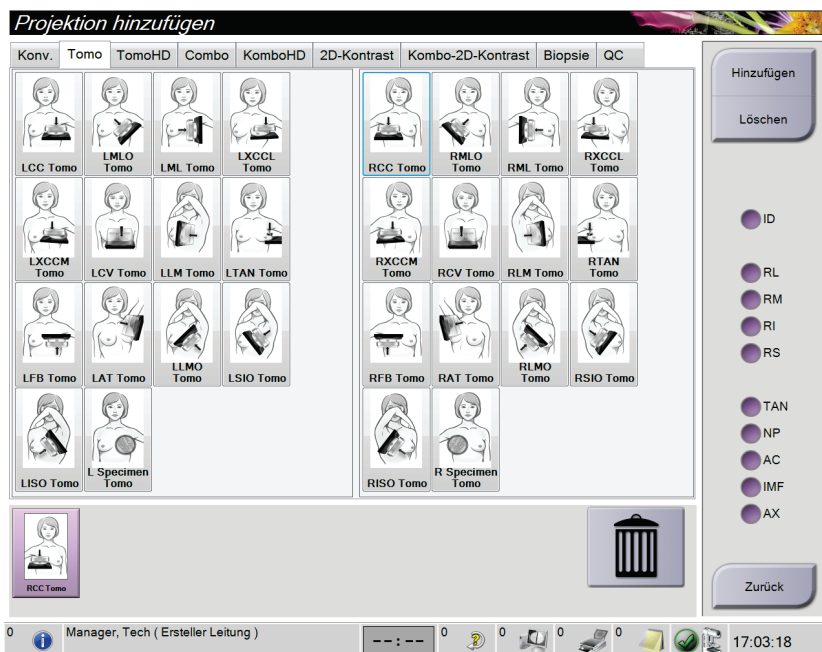 Projektion hinzufügen
Konv. Tomo TomoHD Combo KomboHD 2D-Kontrast Kombo-2D-Kontrast Biopsie QC
LCC Tomo
LMLO
Tomo
LML Tomo
LXCCL
Tomo
RCC Tomo
RMLO
Tomo
RML Tomo
RXCCL
Tomo
LXCCM
Tomo
LCV Tomo
LLM Tomo
LTAN Tomo
RXCCM
Tomo
RCV Tomo
RLM Tomo
RTAN
Tomo
LFB Tomo
LAT Tomo
LLMO
Tomo
LSIO Tomo
RFB Tomo
RAT Tomo
RLMO
Tomo
RSIO Tomo
LISO Tomo
L Specimen
Tomo
RISO Tomo
R Specimen
Tomo
Hinzufügen
Löschen
ID
RL
RM
RI
RS
TAN
NP
AC
IMF
AX
Zurück
RCC Tomo
0 Manager, Tech ( Ersteller Leitung ) --:-- 0 0 0 0 17:03:18